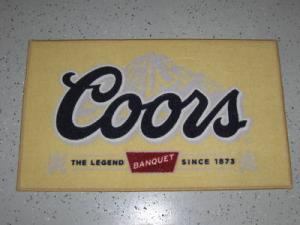 Coors
THE LEGEND BANQUET SINCE 1873